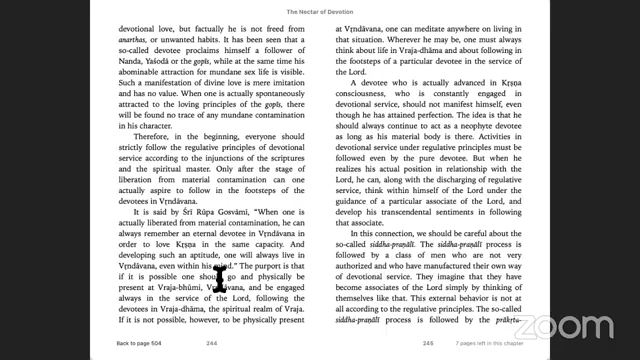 The Nectar of Devotion
devotional love, but factually he is not freed from
anarthas, or unwanted habits. It has been seen that a
so-called devotee proclaims himself a follower of
Nanda, Yaśodā or the gopīs, while at the same time his
abominable attraction for mundane sex life is visible.
Such a manifestation of divine love is mere imitation
and has no value. When one is actually spontaneously
attracted to the loving principles of the gopīs, there
will be found no trace of any mundane contamination
in his character.
Therefore, in the beginning, everyone should
strictly follow the regulative principles of devotional
service according to the injunctions of the scriptures
and the spiritual master. Only after the stage of
liberation from material contamination can one
actually aspire to follow in the footsteps of the
devotees in Vṛndāvana.
It is said by Śrī Rūpa Gosvāmī, “When one is
actually liberated from material contamination, he can
always remember an eternal devotee in Vṛndāvana in
order to love Kṛṣṇa in the same capacity. And
developing such an aptitude, one will always live in
Vṛndāvana, even within his mind.” The purport is that
if it is possible one should go and physically be
present at Vraja-bhūmi, Vṛndāvana, and be engaged
always in the service of the Lord, following the
devotees in Vraja-dhāma, the spiritual realm of Vraja.
If it is not possible, however, to be physically present
Back to page 504
244
at Vṛndāvana, one can meditate anywhere on living in
that situation. Wherever he may be, one must always
think about life in Vraja-dhāma and about following in
the footsteps of a particular devotee in the service of
the Lord.
A devotee who is actually advanced in Kṛṣṇa
consciousness, who is constantly engaged in
devotional service, should not manifest himself, even
though he has attained perfection. The idea is that he
should always continue to act as a neophyte devotee
as long as his material body is there. Activities in
devotional service under regulative principles must be
followed even by the pure devotee. But when he
realizes his actual position in relationship with the
Lord, he can, along with the discharging of regulative
service, think within himself of the Lord under the
guidance of a particular associate of the Lord, and
develop his transcendental sentiments in following
that associate.
In this connection, we should be careful about the
so-called siddha-praṇālī. The siddha-praṇālī process is
followed by a class of men who are not very
authorized and who have manufactured their own way
of devotional service. They imagine that they have
become associates of the Lord simply by thinking of
themselves like that. This external behavior is not at
all according to the regulative principles. The so-called
siddha-praṇālī process is followed by the prākṛta-
245
7 pages left in this chapter
zoom